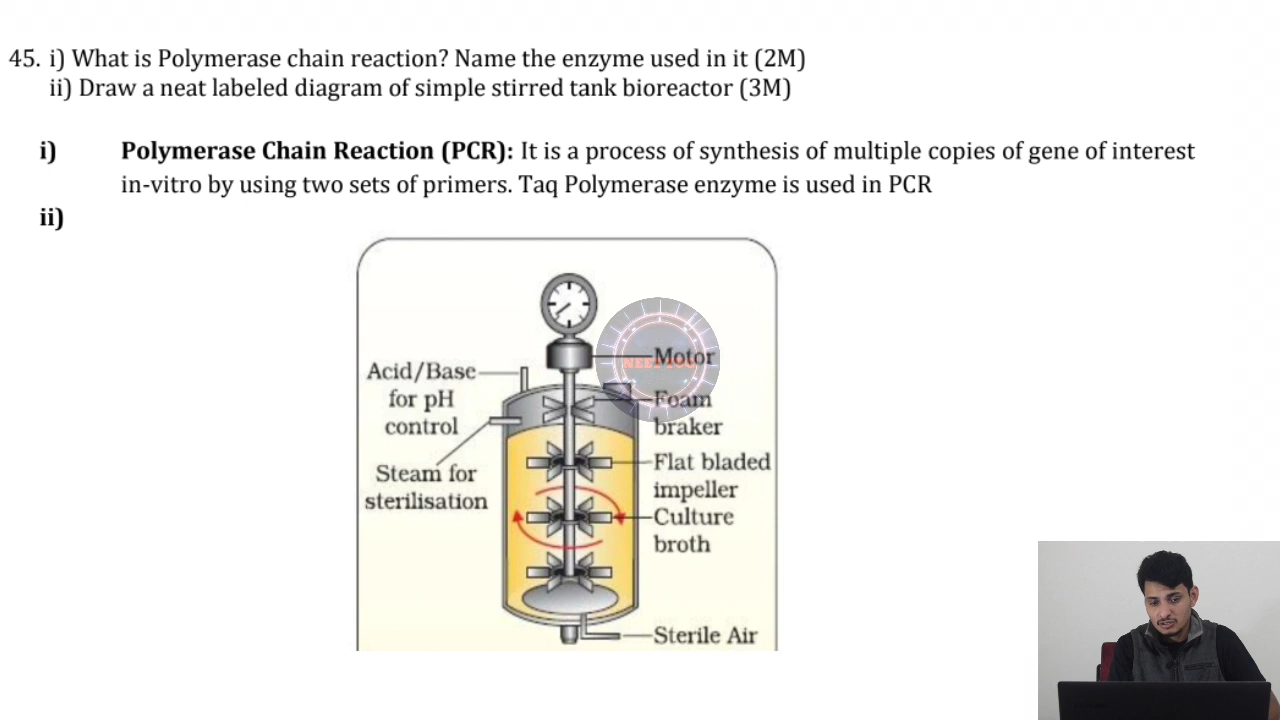 45. i) What is Polymerase chain reaction? Name the enzyme used in it (2M)
ii) Draw a neat labeled diagram of simple stirred tank bioreactor (3M)
i) Polymerase Chain Reaction (PCR): It is a process of synthesis of multiple copies of gene of interest
in-vitro by using two sets of primers. Taq Polymerase enzyme is used in PCR
ii)
Acid/Base
for pH
control
Steam for
sterilisation
Motor
Foam
braker
Flat bladed
impeller
Culture
broth
Sterile Air